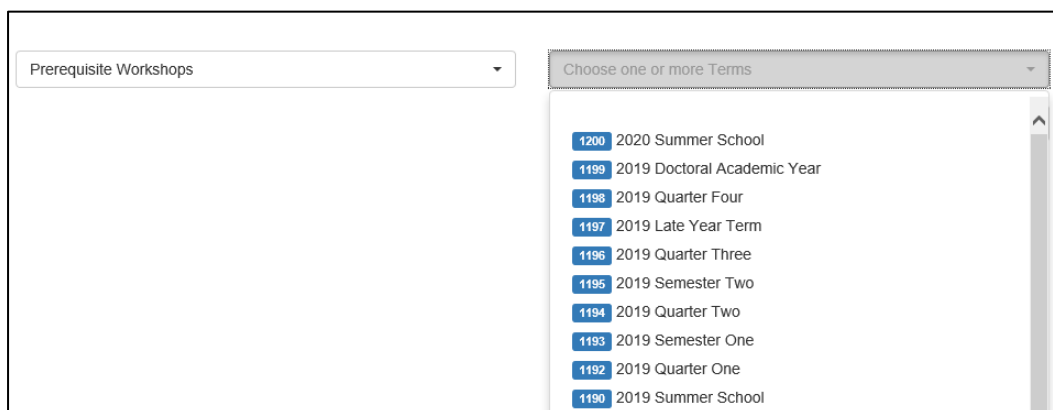 Prerequisite Workshops
Choose one or more Terms
1200 2020 Summer School
1199 2019 Doctoral Academic Year
1198 2019 Quarter Four
1197 2019 Late Year Term
1196 2019 Quarter Three
1195 2019 Semester Two
1194 2019 Quarter Two
1193 2019 Semester One
1192 2019 Quarter One
1190 2019 Summer School